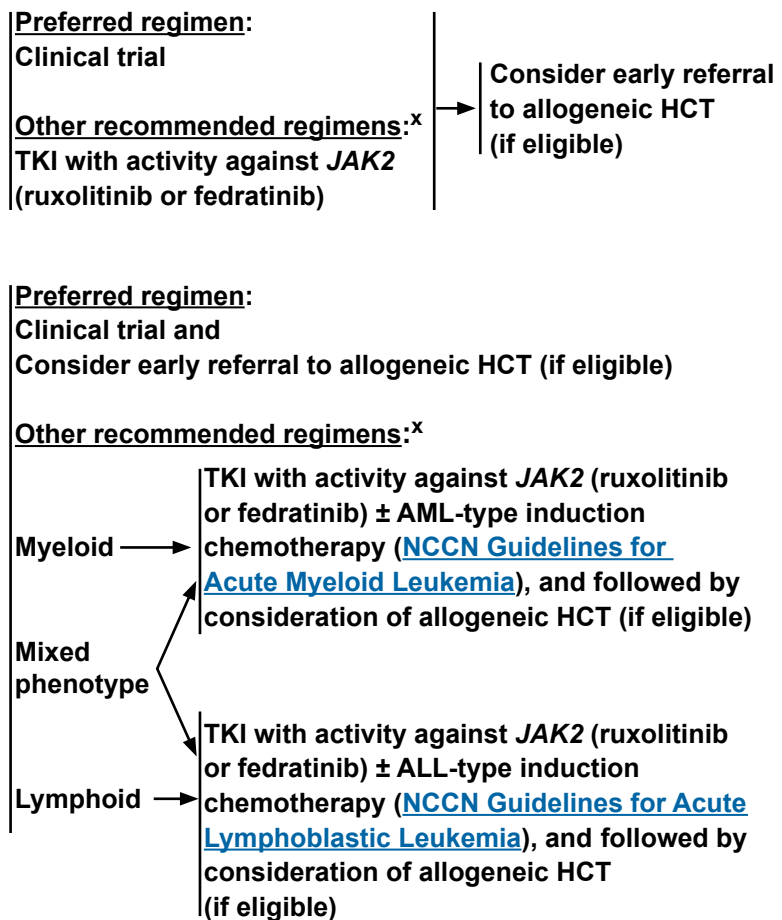 Preferred regimen:
Clinical trial
Other recommended regimens:x
TKI with activity against JAK2
(ruxolitinib or fedratinib)
Consider early referral
to allogeneic HCT
(if eligible)
Preferred regimen:
Clinical trial and
Consider early referral to allogeneic HCT (if eligible)
Other recommended regimens:x
Myeloid
TKI with activity against JAK2 (ruxolitinib
or fedratinib) ± AML-type induction
chemotherapy (NCCN Guidelines for
Acute Myeloid Leukemia), and followed by
consideration of allogeneic HCT (if eligible)
Mixed
phenotype
Lymphoid
TKI with activity against JAK2 (ruxolitinib
or fedratinib) ± ALL-type induction
chemotherapy (NCCN Guidelines for Acute
Lymphoblastic Leukemia), and followed by
consideration of allogeneic HCT
(if eligible)